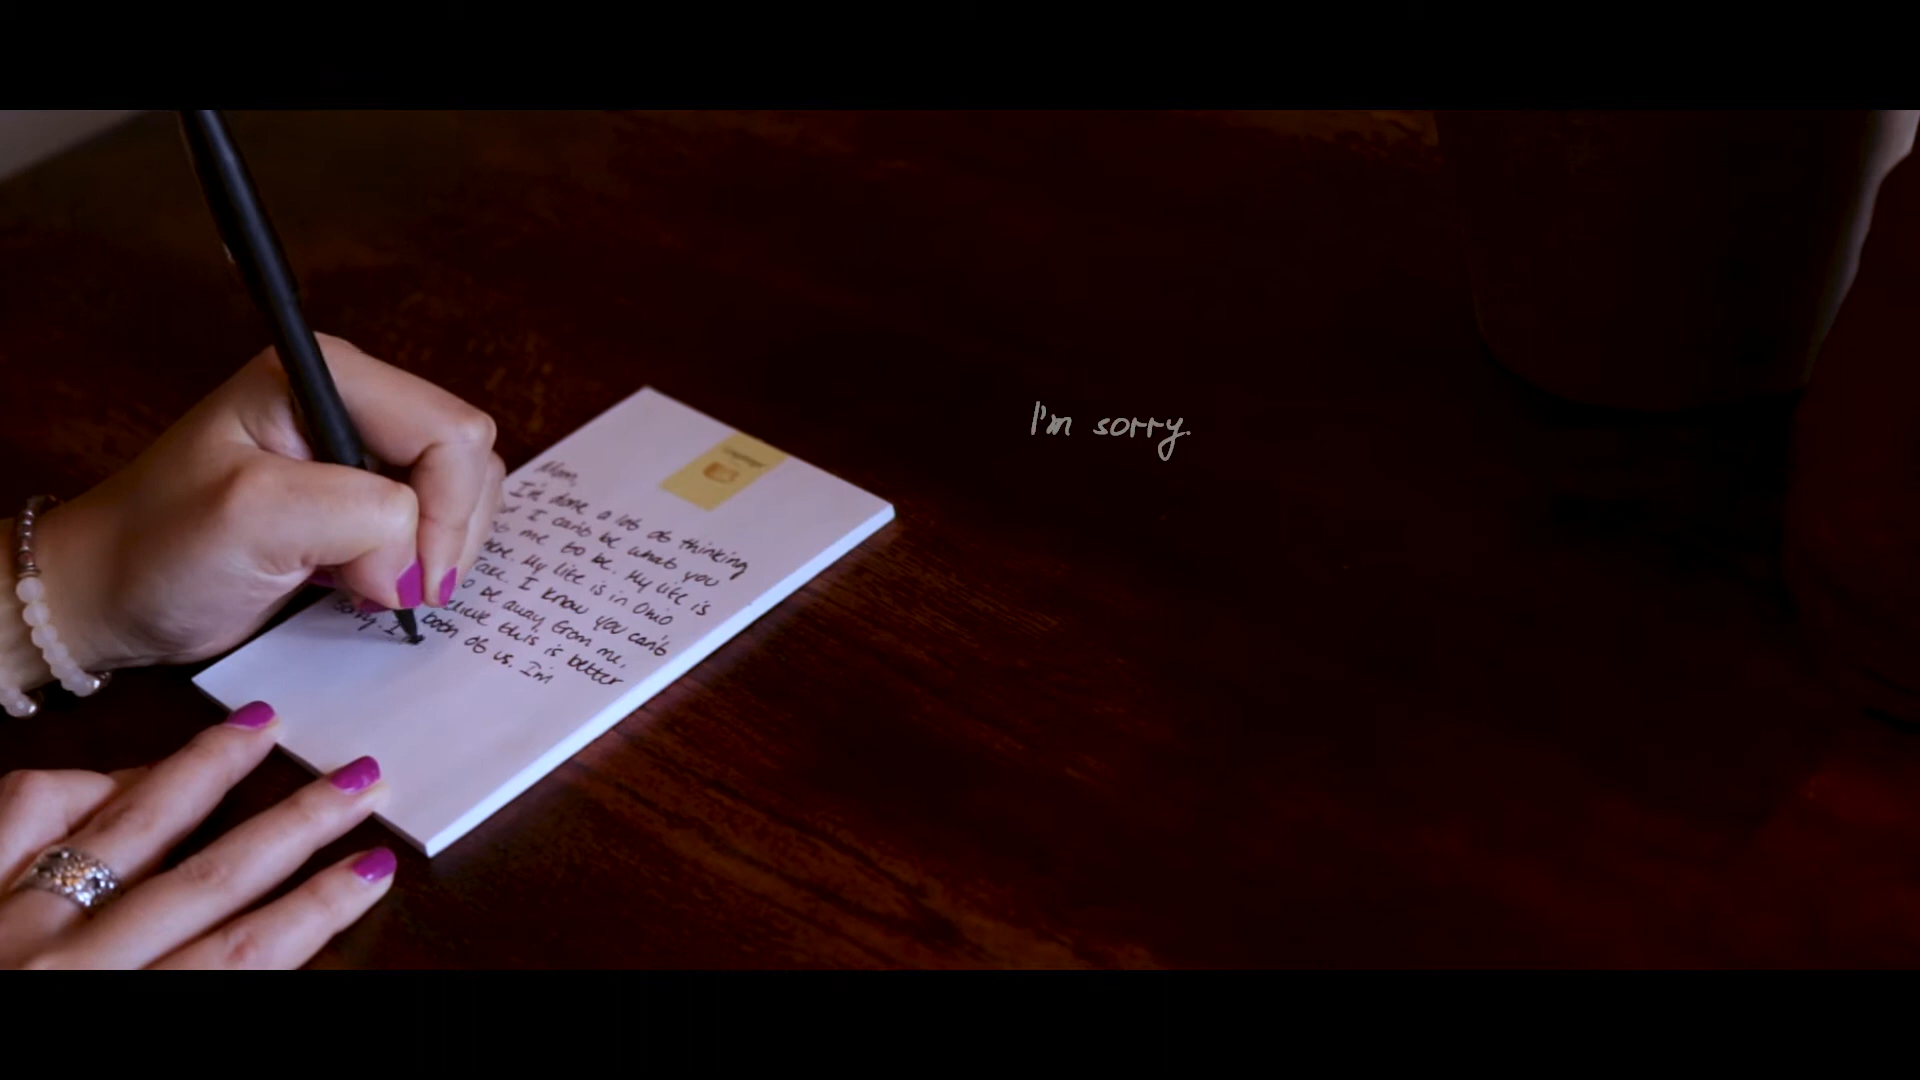 Mom,
I've done a lot of thinking
and I can't be what you
me to be. My life is
here. My life is in Ohio
I know you can't
be away from me,
believe this is better
both of us. I'm
sorry. I
I'm sorry.